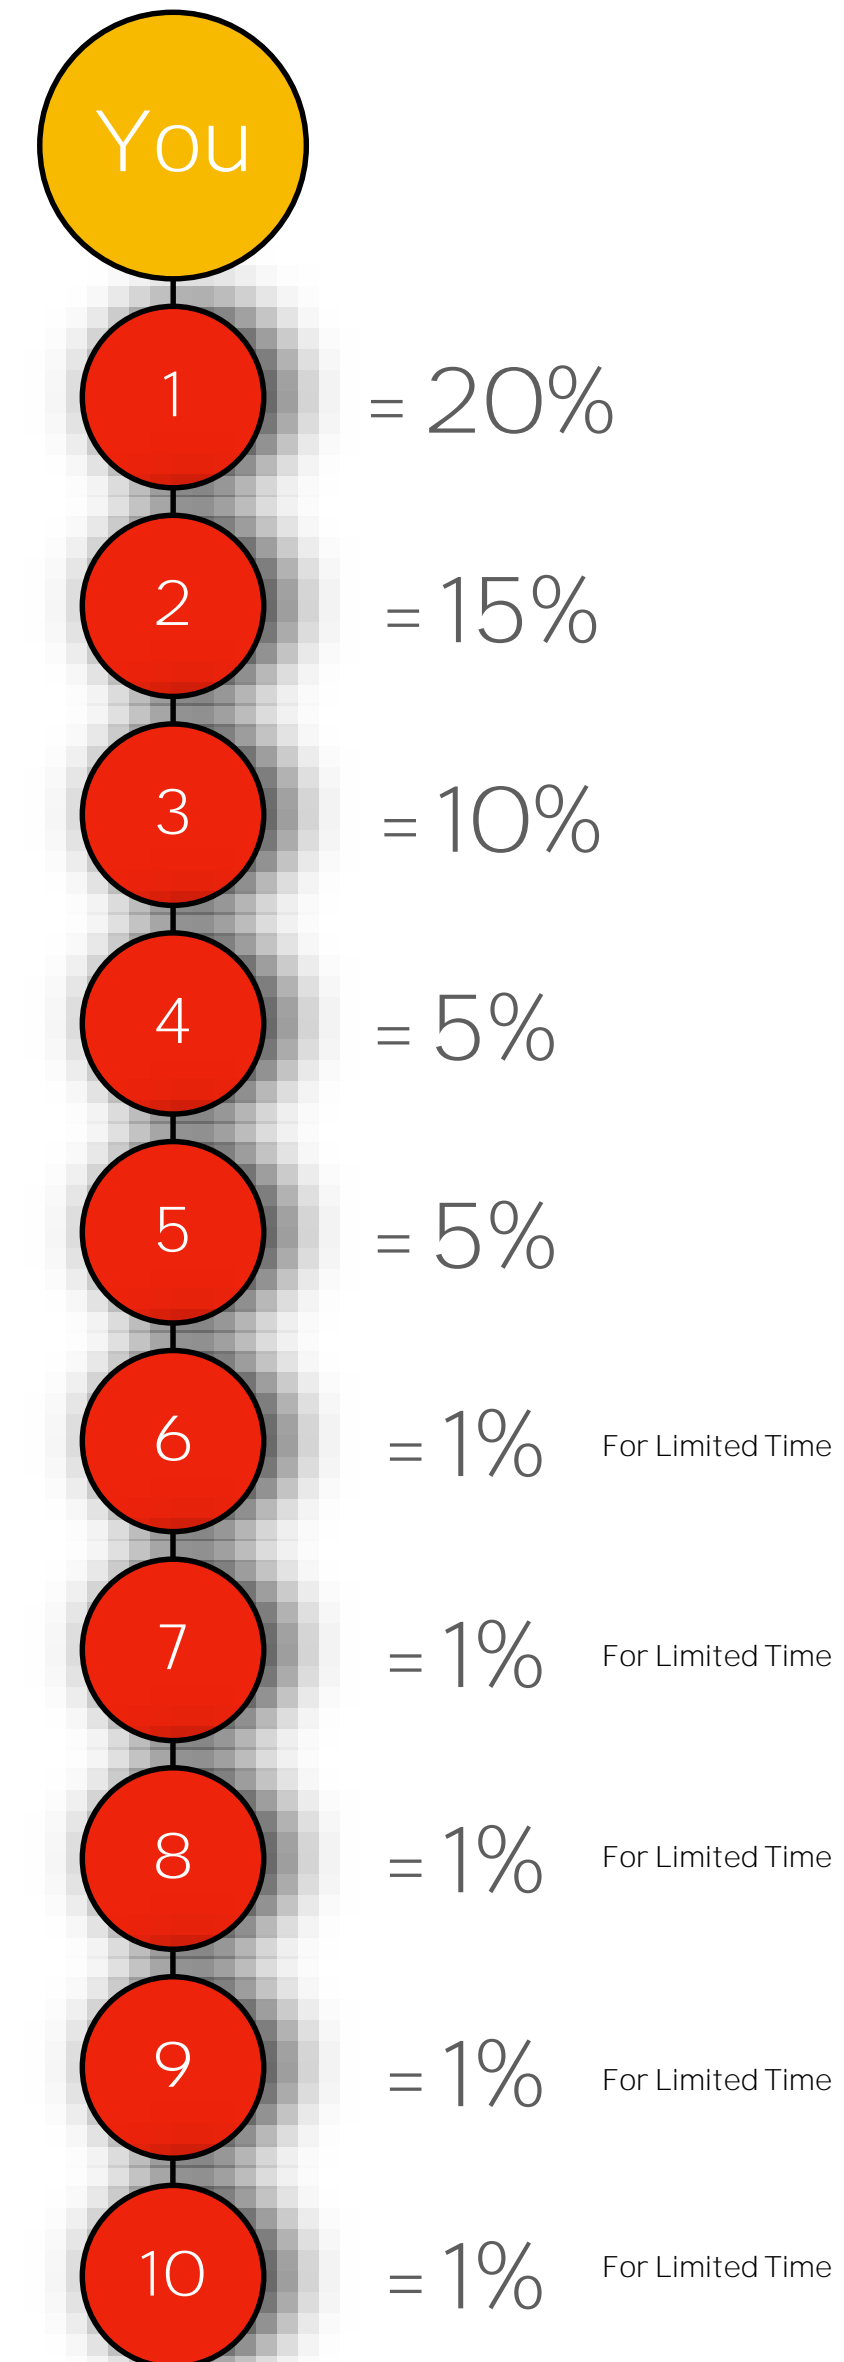 You
1 = 20%
2 = 15%
3 = 10%
4 = 5%
5 = 5%
6 = 1% For Limited Time
7 = 1% For Limited Time
8 = 1% For Limited Time
9 = 1% For Limited Time
10 = 1% For Limited Time